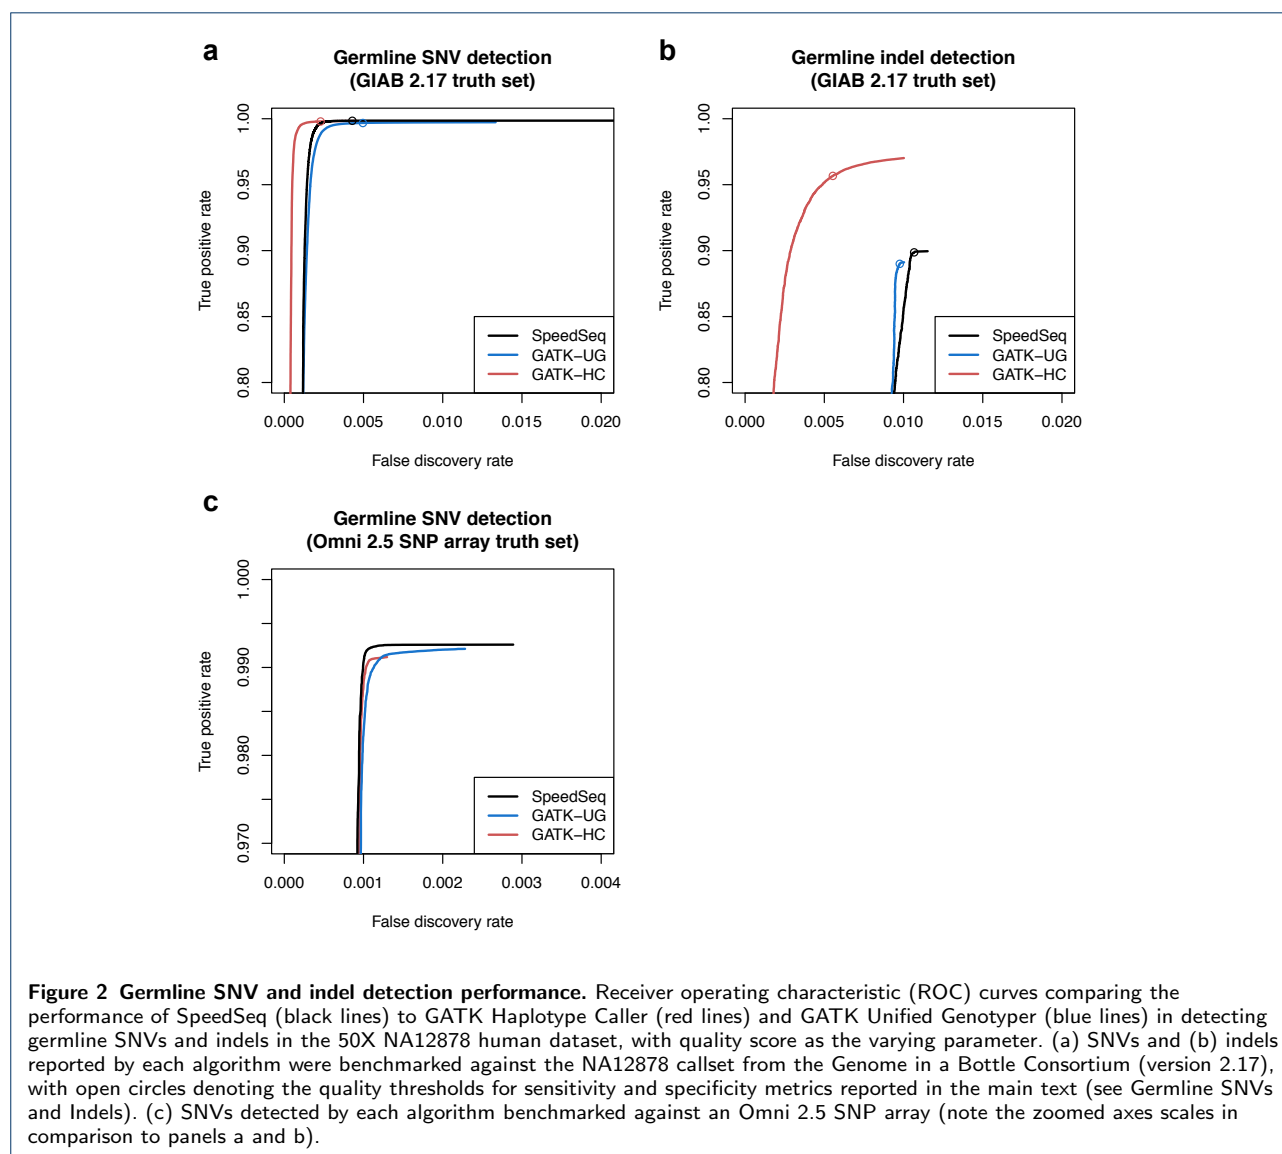 a
Germline SNV detection
(GIAB 2.17 truth set)
True positive rate
1.00
0.95
0.90
0.85
0.80
SpeedSeq
GATK−UG
GATK−HC
0.000 0.005 0.010 0.015 0.020
False discovery rate
b
Germline indel detection
(GIAB 2.17 truth set)
True positive rate
1.00
0.95
0.90
0.85
0.80
SpeedSeq
GATK−UG
GATK−HC
0.000 0.005 0.010 0.015 0.020
False discovery rate
c
Germline SNV detection
(Omni 2.5 SNP array truth set)
True positive rate
1.000
0.990
0.980
0.970
SpeedSeq
GATK−UG
GATK−HC
0.000 0.001 0.002 0.003 0.004
False discovery rate
Figure 2 Germline SNV and indel detection performance. Receiver operating characteristic (ROC) curves comparing the
performance of SpeedSeq (black lines) to GATK Haplotype Caller (red lines) and GATK Unified Genotyper (blue lines) in detecting
germline SNVs and indels in the 50X NA12878 human dataset, with quality score as the varying parameter. (a) SNVs and (b) indels
reported by each algorithm were benchmarked against the NA12878 callset from the Genome in a Bottle Consortium (version 2.17),
with open circles denoting the quality thresholds for sensitivity and specificity metrics reported in the main text (see Germline SNVs
and Indels). (c) SNVs detected by each algorithm benchmarked against an Omni 2.5 SNP array (note the zoomed axes scales in
comparison to panels a and b).